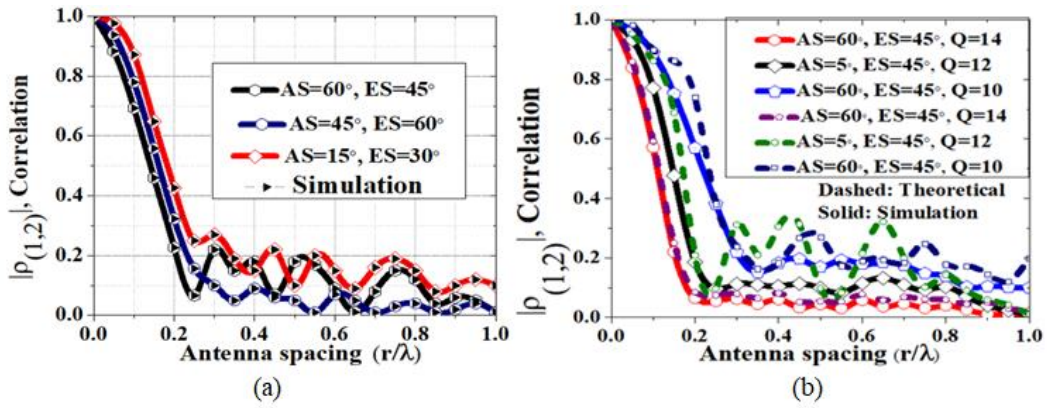 (a)
1.0
0.8
0.6
0.4
0.2
0.0
|ρ(1,2)|, Correlation
AS=60°, ES=45°
AS=45°, ES=60°
AS=15°, ES=30°
Simulation
0.0 0.2 0.4 0.6 0.8 1.0
Antenna spacing (r/λ)
(a)
(b)
1.0
0.8
0.6
0.4
0.2
0.0
|ρ(1,2)|, Correlation
AS=60°, ES=45°, Q=14
AS=5°, ES=45°, Q=12
AS=60°, ES=45°, Q=10
AS=60°, ES=45°, Q=14
AS=5°, ES=45°, Q=12
AS=60°, ES=45°, Q=10
Dashed: Theoretical
Solid: Simulation
0.0 0.2 0.4 0.6 0.8 1.0
Antenna spacing (r/λ)
(b)